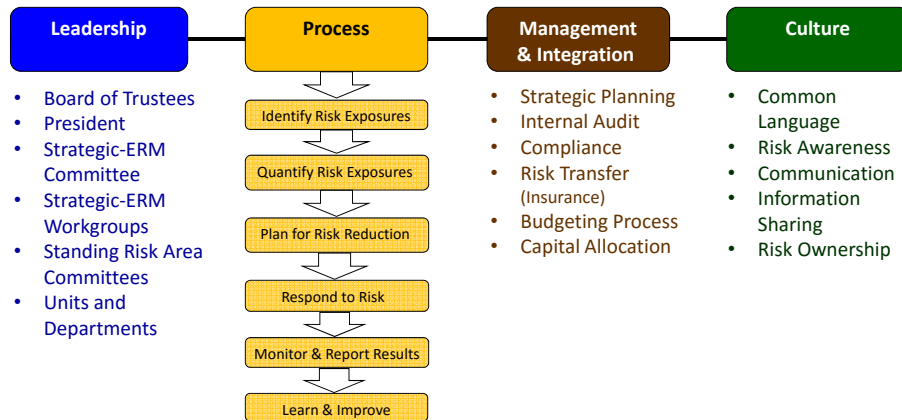 Leadership
• Board of Trustees
• President
• Strategic-ERM
Committee
• Strategic-ERM
Workgroups
• Standing Risk Area
Committees
• Units and
Departments
Process
Identify Risk Exposures
Quantify Risk Exposures
Plan for Risk Reduction
Respond to Risk
Monitor & Report Results
Learn & Improve
Management
& Integration
• Strategic Planning
• Internal Audit
• Compliance
• Risk Transfer
(Insurance)
• Budgeting Process
• Capital Allocation
Culture
• Common
Language
• Risk Awareness
• Communication
• Information
Sharing
• Risk Ownership